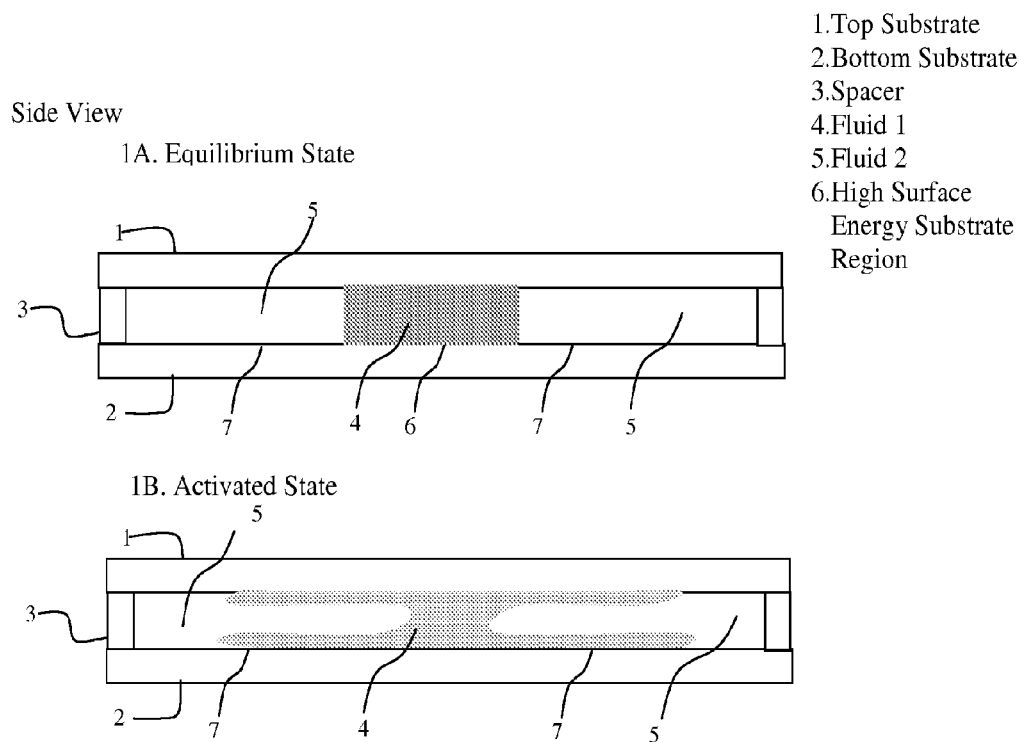 1.Top Substrate
2.Bottom Substrate
3.Spacer
4.Fluid 1
5.Fluid 2
6.High Surface
Energy Substrate
Region
Side View
1A. Equilibrium State
5
1
3
2
7
4
6
7
5
1B. Activated State
5
1
3
2
7
4
7
5